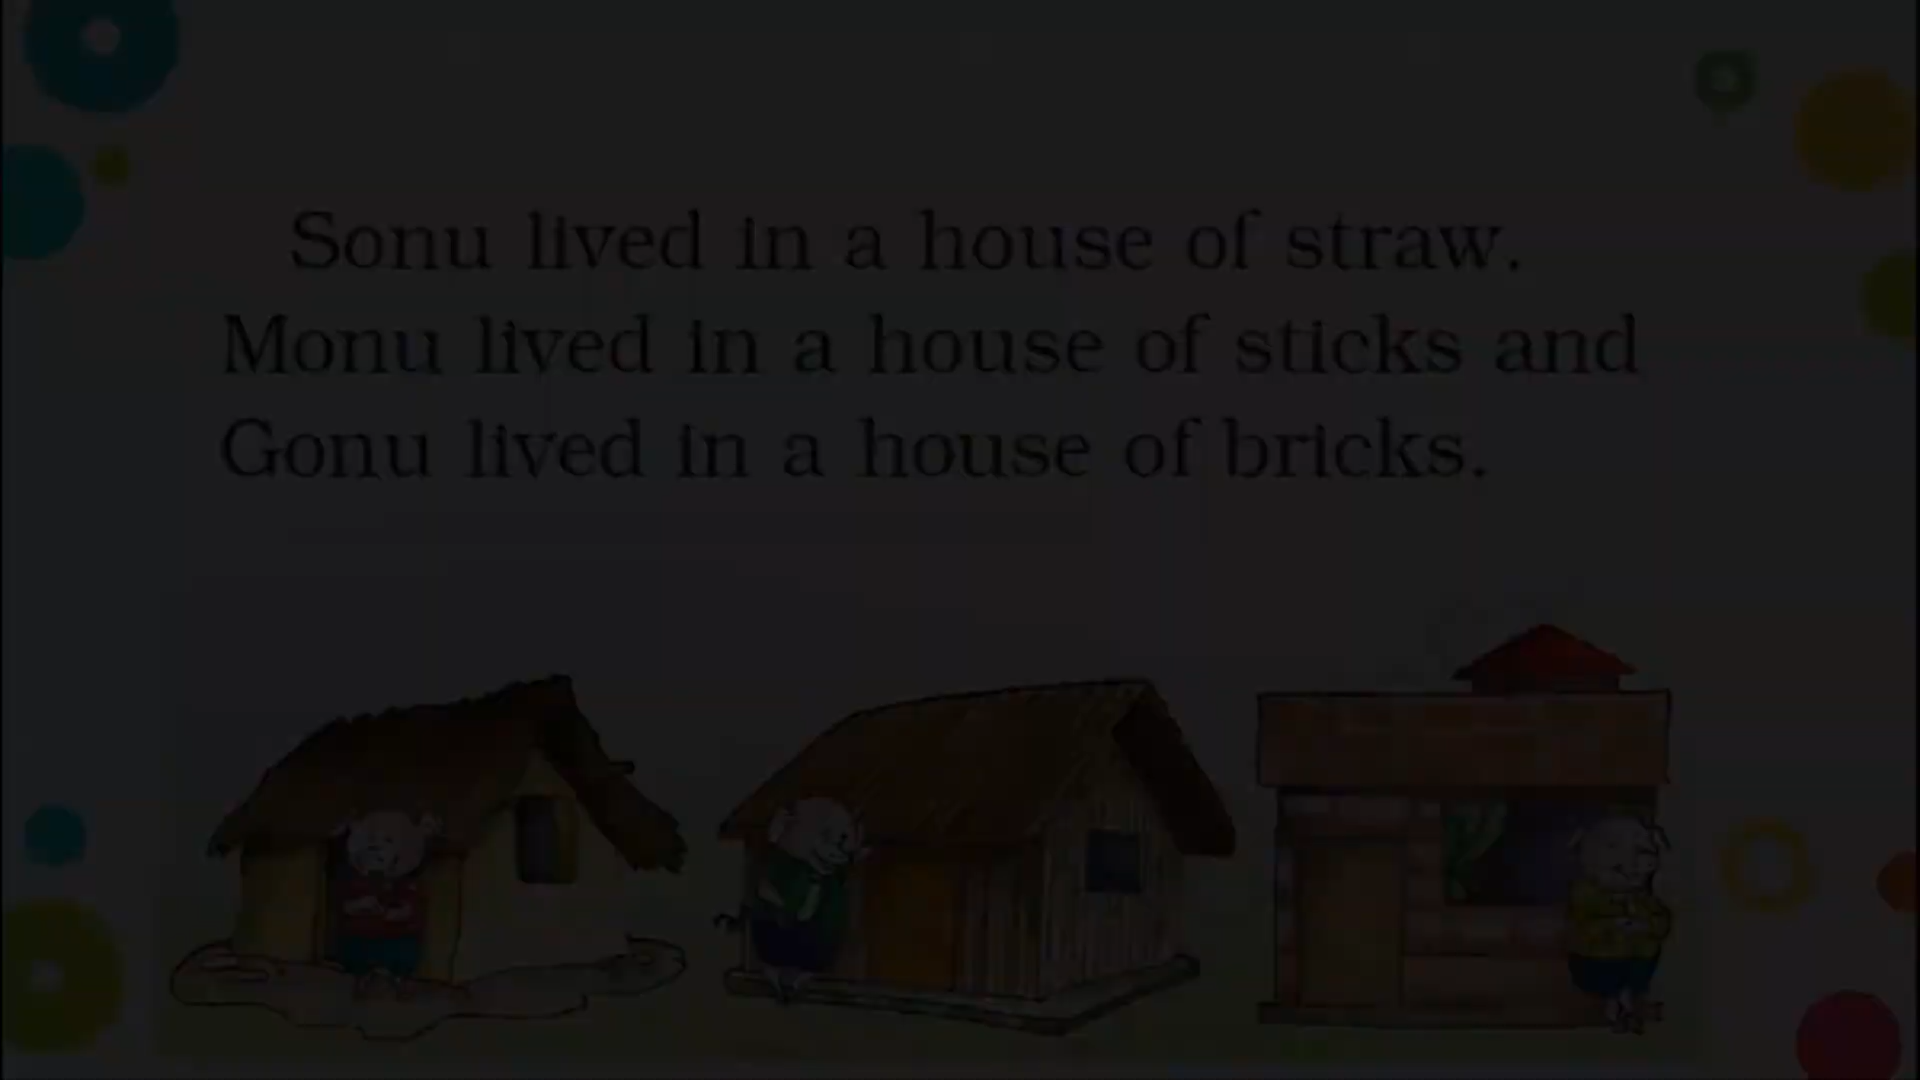 Sonu lived in a house of straw.
Monu lived in a house of sticks and
Gonu lived in a house of bricks.